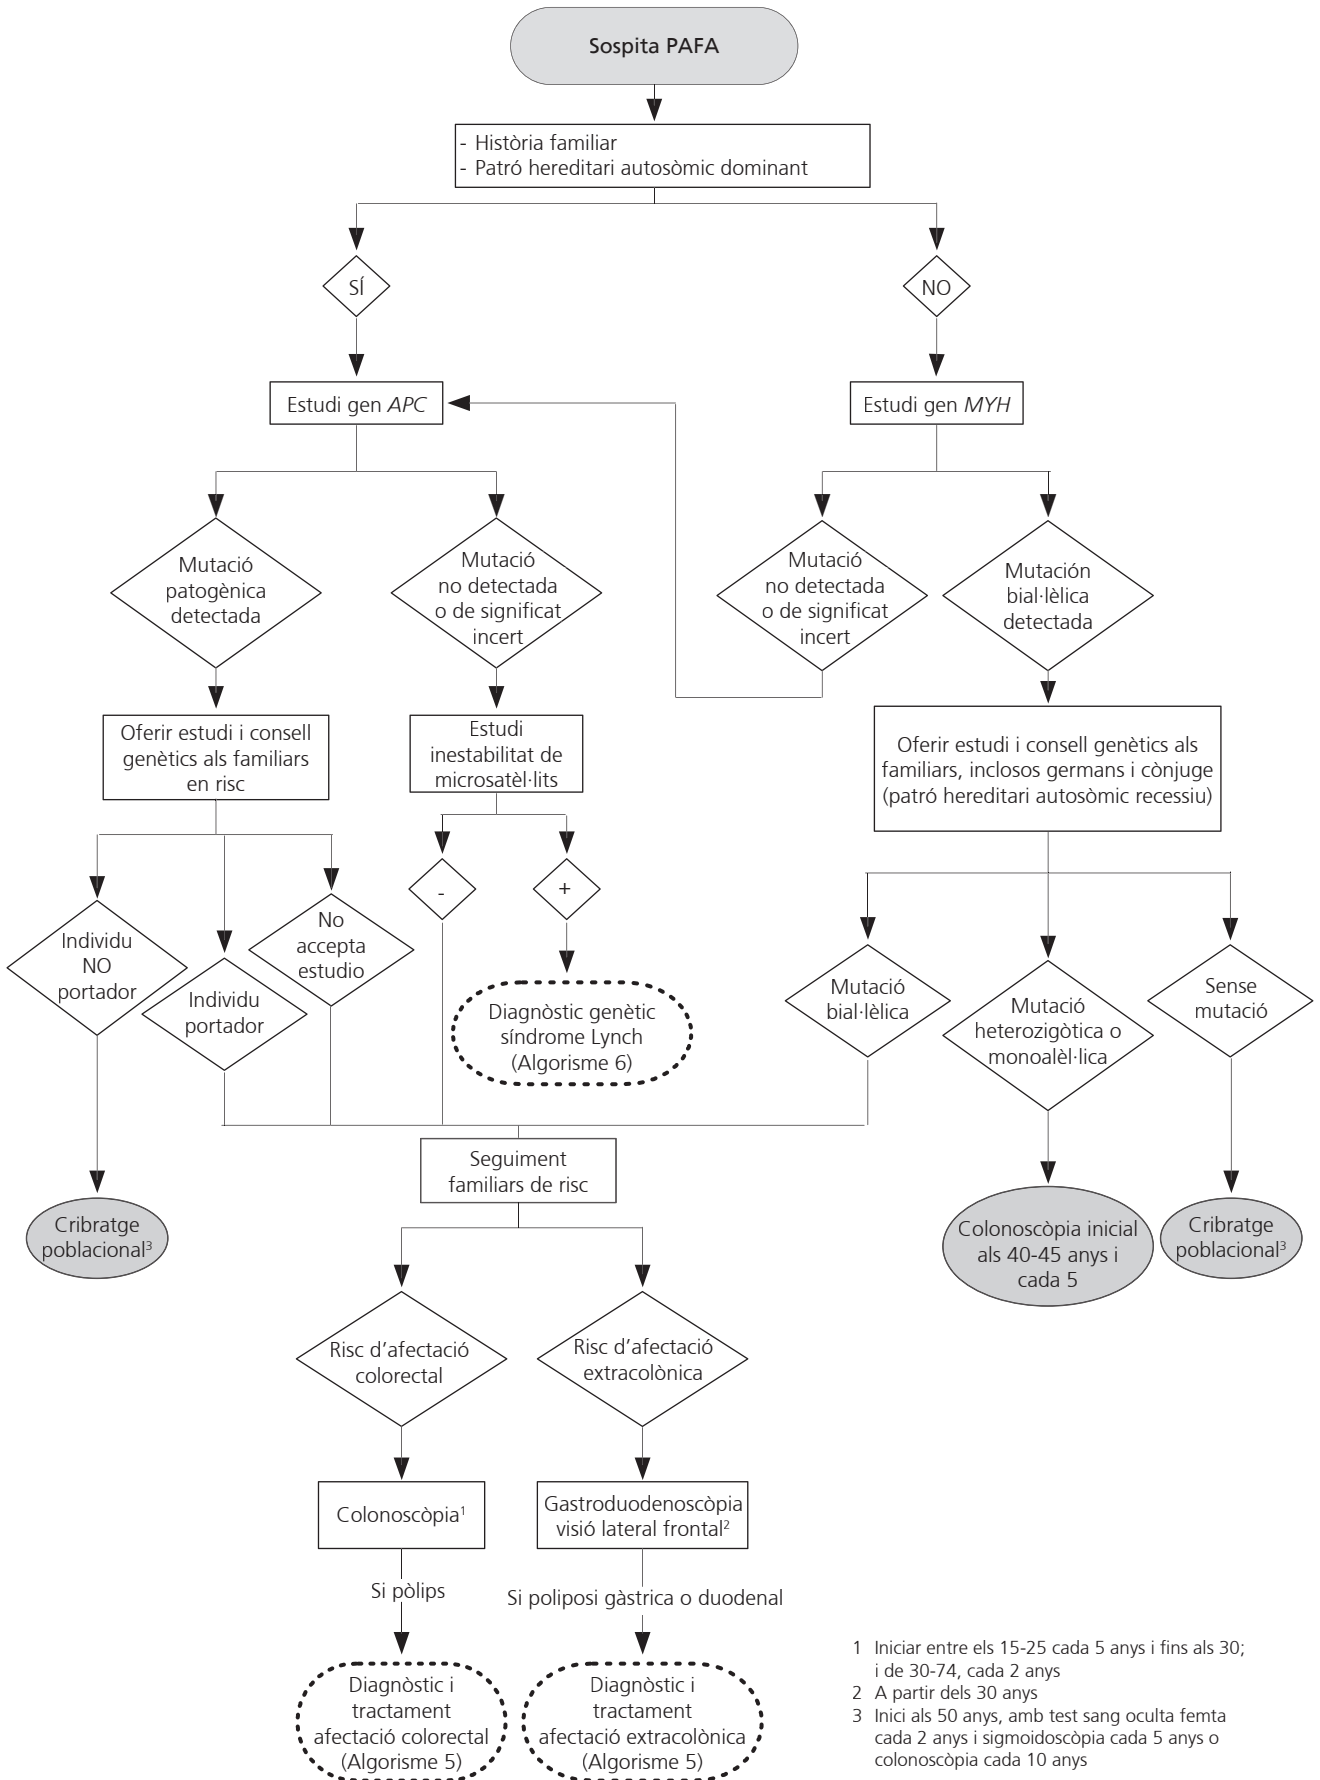 Sospita PAFA
- Història familiar
- Patró hereditari autosòmic dominant
SÍ
NO
Estudi gen APC
Estudi gen MYH
Mutació
patogènica
detectada
Mutació
no detectada
o de significat
incert
Mutació
no detectada
o de significat
incert
Mutación
bial·lèlica
detectada
Oferir estudi i consell
genètics als familiars
en risc
Estudi
inestabilitat de
microsatèl·lits
Oferir estudi i consell genètics als
familiars, inclosos germans i cònjuge
(patró hereditari autosòmic recessiu)
-
+
Individu
NO
portador
Individu
portador
No
accepta
estudio
Diagnòstic genètic
síndrome Lynch
(Algorisme 6)
Mutació
bial·lèlica
Mutació
heterozigòtica o
monoalèl·lica
Sense
mutació
Seguiment
familiars de risc
Cribratge
poblacional3
Colonoscòpia inicial
als 40-45 anys i
cada 5
Cribratge
poblacional3
Risc d’afectació
colorectal
Risc d’afectació
extracolònica
Colonoscòpia1
Gastroduodenoscòpia
visió lateral frontal2
Si pòlips
Si poliposi gàstrica o duodenal
Diagnòstic i
tractament
afectació colorectal
(Algorisme 5)
Diagnòstic i
tractament
afectació extracolònica
(Algorisme 5)
1 Iniciar entre els 15-25 cada 5 anys i fins als 30;
i de 30-74, cada 2 anys
2 A partir dels 30 anys
3 Inici als 50 anys, amb test sang oculta femta
cada 2 anys i sigmoidoscòpia cada 5 anys o
colonoscòpia cada 10 anys